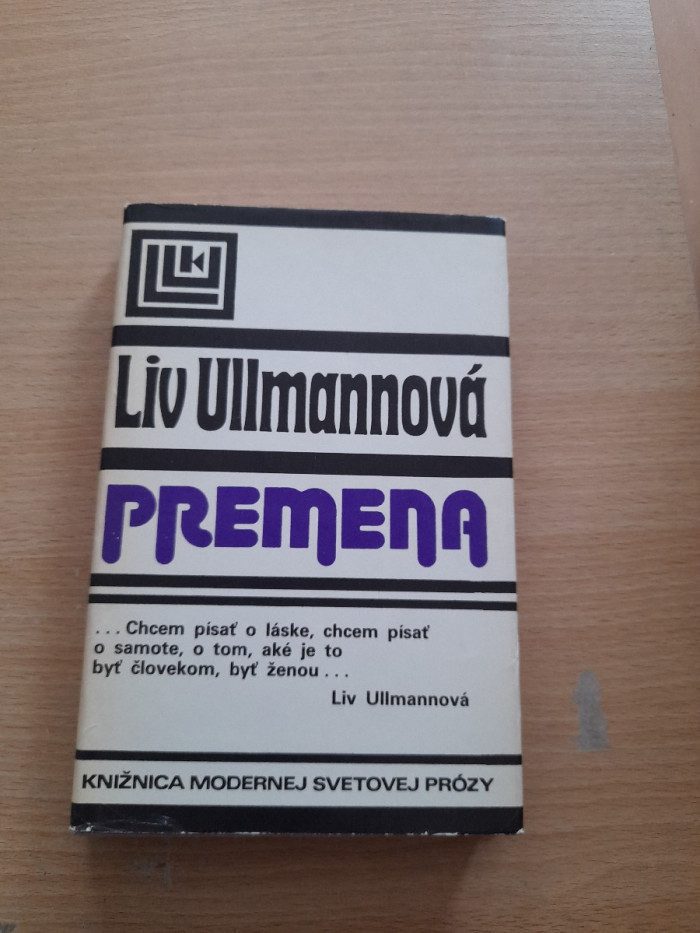 Liv Ullmannová
PREMENA
...Chcem písať o láske, chcem písať
o samote, o tom, aké je to
byť človekom, byť ženou...
Liv Ullmannová
KNIŽNICA MODERNEJ SVETOVEJ PRÓZY